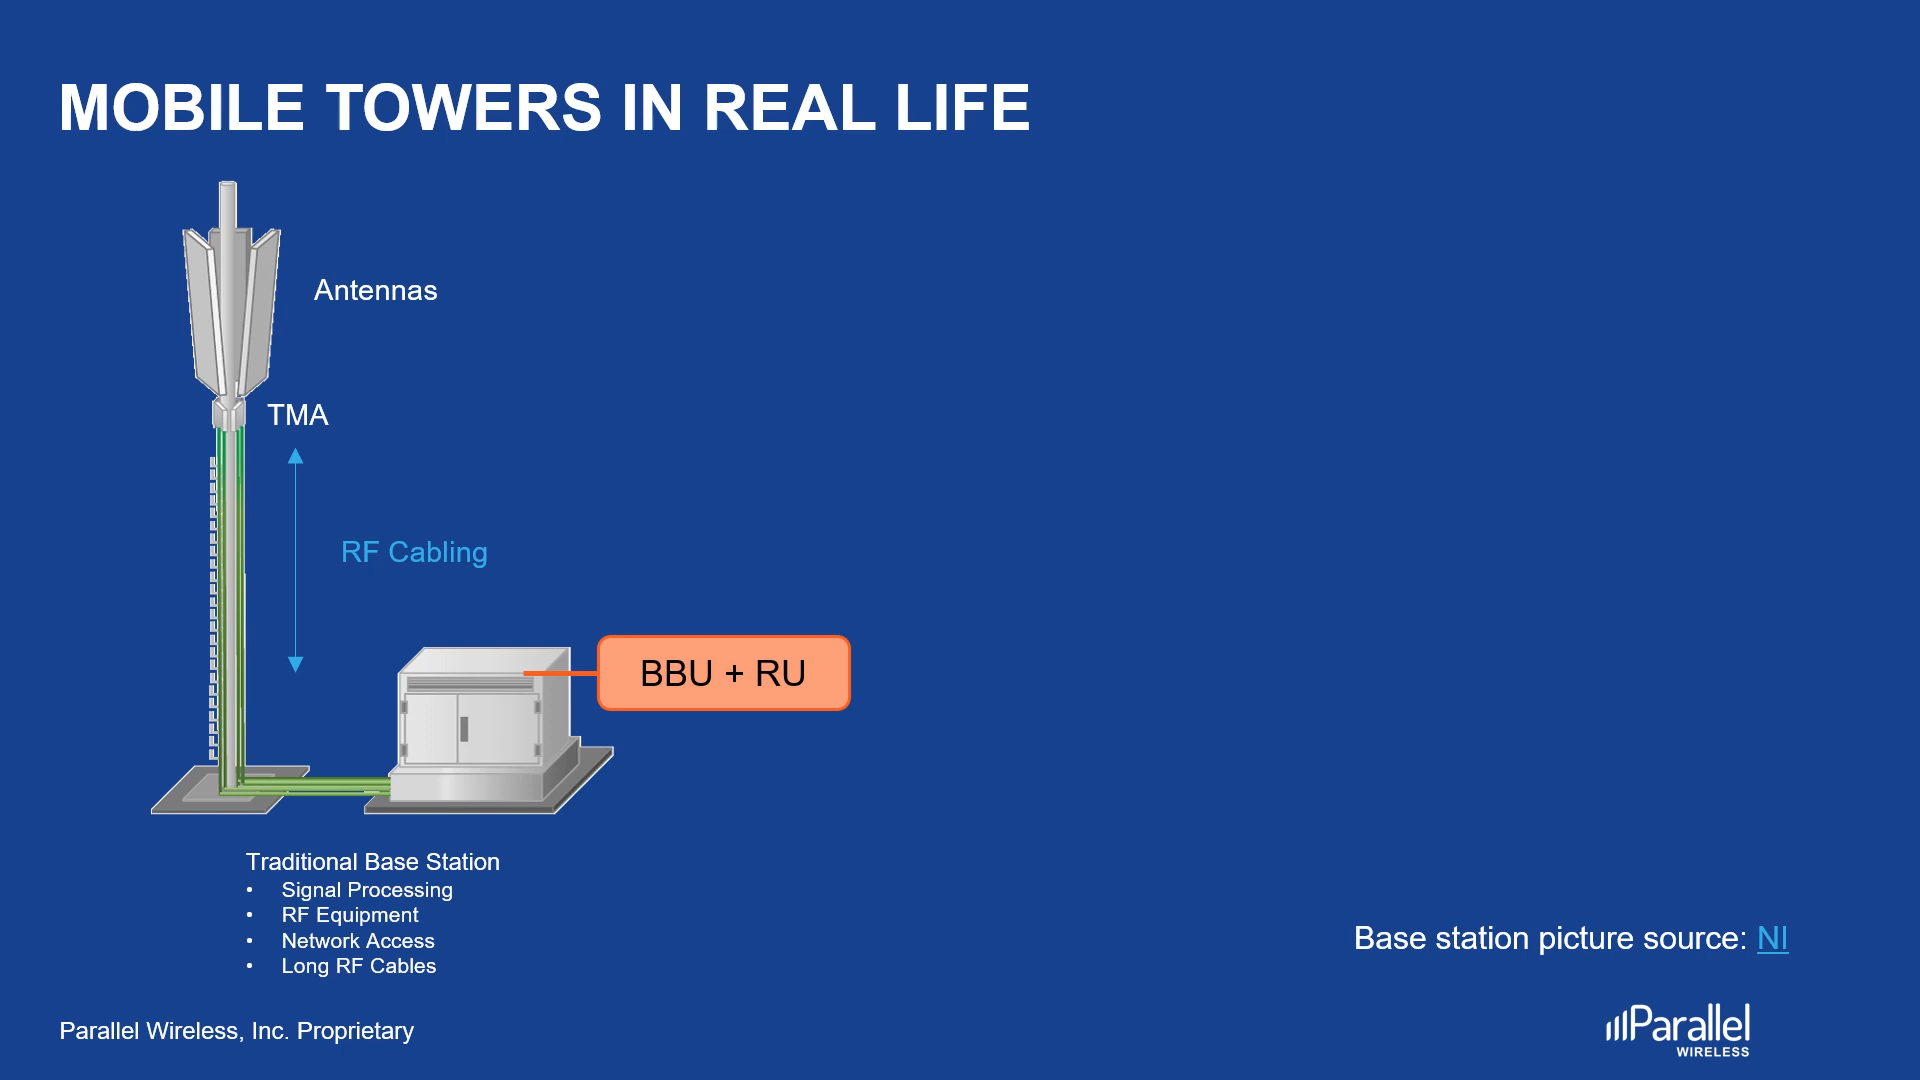 MOBILE TOWERS IN REAL LIFE
Antennas
TMA
RF Cabling
BBU + RU
Traditional Base Station
• Signal Processing
• RF Equipment
• Network Access
• Long RF Cables
Base station picture source: NI
Parallel Wireless, Inc. Proprietary
Parallel
WIRELESS